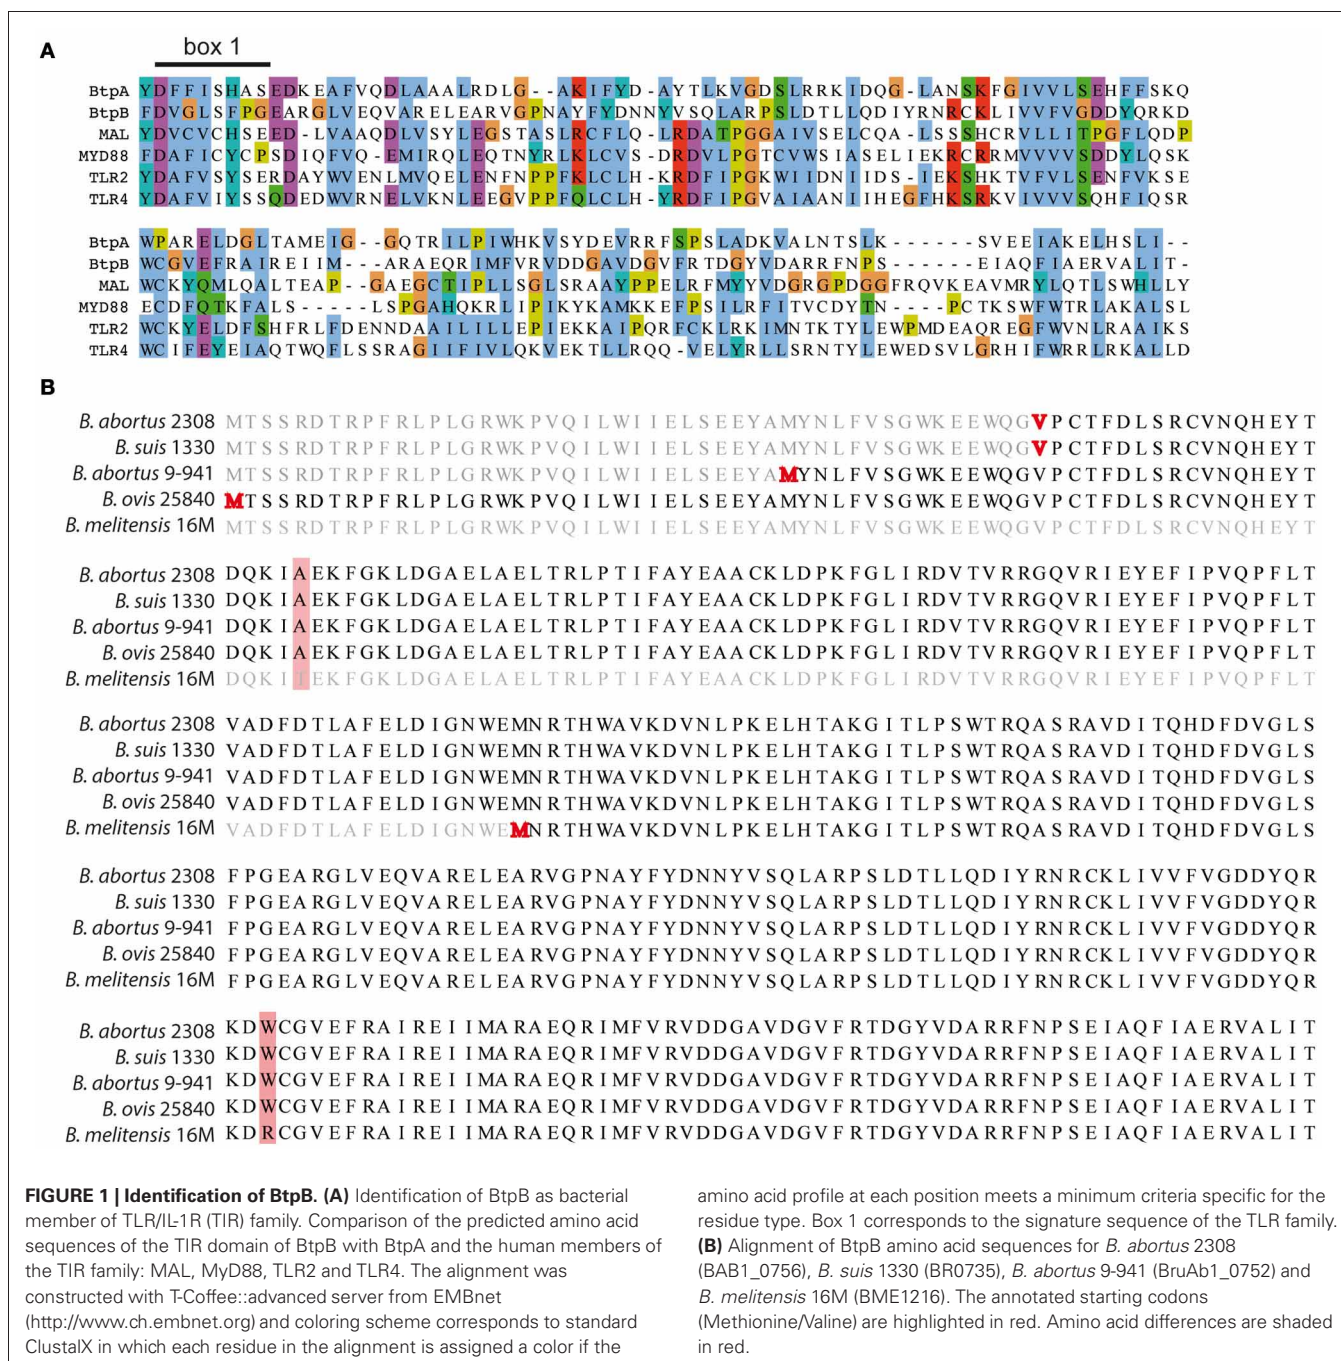 A
box 1
BtpA YDFFISHASEDKEAFVQDLAAALRDLG--AKIFYD-AYTLKVGDSLRRKIDQG-LANSKFGIVVLSEHFFSKQ
BtpB FDVGLSFPGEARGLVEQVARELEARVGPNAYFYDNNYVSQLARPSLDTLLQDIYRNRCKLIVVFVGDDYQRKD
MAL YDVCVCHSEED-LVAAQDLVSYLEGSTASLRCFLQ-LRDATPGGAIVSELCQA-LSSSHCRVLLITPGFLQDP
MYD88 FDAFICYCPSDIQFVQ-EMIRQLEQTNYRLKLCVS-DRDVLPGTCVWSIASELIEKRCRRMVVVVSDDYLQSK
TLR2 YDAFVSYSERDAYWVENLMVQELENFNPPFKLCLH-KRDFIPGKWIIDNIIDS-IEKSHKTVFVLSENFVKSE
TLR4 YDAFVIYSSQDEDWVRNELVKNLEEGVPPFQLCLH-YRDFIPGVAIAANIIHEGFHKSRKVIVVVSQHFIQSR
BtpA WPARELDGLTAMEIG--GQTRILPIWHKVSYDEVRRFSPSLADKVALNTSLK------SVEEIAKELHSLI--
BtpB WCGVEFRAIREIIM---ARAEQRIMFVRVDDGAVDGVFRTDGYVDARRFNPS------EIAQFIAERVALIT-
MAL WCKYQMLQALTEAP--GAEGCTIPLLSGLSRAAYPPELRFMYYVDGRGPDGGFRQVKEAVMRYLQTLSWHLLY
MYD88 ECDFQTKFALS-----LSPGAHQKRLIPIKYKAMKKEFPSILRFITVCDYTN-----PCTKSWFWTRLAKALSL
TLR2 WCKYELDFSHFRLFDENNDAAILILLEPIEKKAIPQRFCKLRKIMNTKTYLEWPMDEAQREGFWVNLRAAIKS
TLR4 WCIFEYEIAQTWQFLSSRAGIIFIVLQKVEKTLLRQQ-VELYRLLSRNTYLEWEDSVLGRHIFWRRLRKALLD
B
B. abortus 2308 MTSSRDTRPFRLPLGRWKPVQILWIIELSEEYAMYNLFVSGWKEEWQGVPCTFDLSRCVNQHEYT
B. suis 1330 MTSSRDTRPFRLPLGRWKPVQILWIIELSEEYAMYNLFVSGWKEEWQGVPCTFDLSRCVNQHEYT
B. abortus 9-941 MTSSRDTRPFRLPLGRWKPVQILWIIELSEEYAMYNLFVSGWKEEWQGVPCTFDLSRCVNQHEYT
B. ovis 25840 MTSSRDTRPFRLPLGRWKPVQILWIIELSEEYAMYNLFVSGWKEEWQGVPCTFDLSRCVNQHEYT
B. melitensis 16M MTSSRDTRPFRLPLGRWKPVQILWIIELSEEYAMYNLFVSGWKEEWQGVPCTFDLSRCVNQHEYT
B. abortus 2308 DQKIAEKFGKLDGAELAELTRLPTIFAYEAACKLDPKFGLIRDVTVRRGQVRIEYEFIPVQPFLT
B. suis 1330 DQKIAEKFGKLDGAELAELTRLPTIFAYEAACKLDPKFGLIRDVTVRRGQVRIEYEFIPVQPFLT
B. abortus 9-941 DQKIAEKFGKLDGAELAELTRLPTIFAYEAACKLDPKFGLIRDVTVRRGQVRIEYEFIPVQPFLT
B. ovis 25840 DQKIAEKFGKLDGAELAELTRLPTIFAYEAACKLDPKFGLIRDVTVRRGQVRIEYEFIPVQPFLT
B. melitensis 16M DQKITEKFGKLDGAELAELTRLPTIFAYEAACKLDPKFGLIRDVTVRRGQVRIEYEFIPVQPFLT
B. abortus 2308 VADFDTLAFELDIGNWEMNRTHWAVKDVNLPKELHTAKGITLPSWTRQASRAVDITQHDFDVGLS
B. suis 1330 VADFDTLAFELDIGNWEMNRTHWAVKDVNLPKELHTAKGITLPSWTRQASRAVDITQHDFDVGLS
B. abortus 9-941 VADFDTLAFELDIGNWEMNRTHWAVKDVNLPKELHTAKGITLPSWTRQASRAVDITQHDFDVGLS
B. ovis 25840 VADFDTLAFELDIGNWEMNRTHWAVKDVNLPKELHTAKGITLPSWTRQASRAVDITQHDFDVGLS
B. melitensis 16M VADFDTLAFELDIGNWEMNRTHWAVKDVNLPKELHTAKGITLPSWTRQASRAVDITQHDFDVGLS
B. abortus 2308 FPGEARGLVEQVARELEARVGPNAYFYDNNYVSQLARPSLDTLLQDIYRNRCKLIVVFVGDDYQR
B. suis 1330 FPGEARGLVEQVARELEARVGPNAYFYDNNYVSQLARPSLDTLLQDIYRNRCKLIVVFVGDDYQR
B. abortus 9-941 FPGEARGLVEQVARELEARVGPNAYFYDNNYVSQLARPSLDTLLQDIYRNRCKLIVVFVGDDYQR
B. ovis 25840 FPGEARGLVEQVARELEARVGPNAYFYDNNYVSQLARPSLDTLLQDIYRNRCKLIVVFVGDDYQR
B. melitensis 16M FPGEARGLVEQVARELEARVGPNAYFYDNNYVSQLARPSLDTLLQDIYRNRCKLIVVFVGDDYQR
B. abortus 2308 KDWCGVEFRAIREIIMARAEQRIMFVRVDDGAVDGVFRTDGYVDARRFNPSEIAQFIAERVALIT
B. suis 1330 KDWCGVEFRAIREIIMARAEQRIMFVRVDDGAVDGVFRTDGYVDARRFNPSEIAQFIAERVALIT
B. abortus 9-941 KDWCGVEFRAIREIIMARAEQRIMFVRVDDGAVDGVFRTDGYVDARRFNPSEIAQFIAERVALIT
B. ovis 25840 KDWCGVEFRAIREIIMARAEQRIMFVRVDDGAVDGVFRTDGYVDARRFNPSEIAQFIAERVALIT
B. melitensis 16M KDRCGVEFRAIREIIMARAEQRIMFVRVDDGAVDGVFRTDGYVDARRFNPSEIAQFIAERVALIT
FIGURE 1 | Identification of BtpB. (A) Identification of BtpB as bacterial
member of TLR/IL-1R (TIR) family. Comparison of the predicted amino acid
sequences of the TIR domain of BtpB with BtpA and the human members of
the TIR family: MAL, MyD88, TLR2 and TLR4. The alignment was
constructed with T-Coffee::advanced server from EMBnet
(http://www.ch.embnet.org) and coloring scheme corresponds to standard
ClustalX in which each residue in the alignment is assigned a color if the
amino acid profile at each position meets a minimum criteria specific for the
residue type. Box 1 corresponds to the signature sequence of the TLR family.
(B) Alignment of BtpB amino acid sequences for B. abortus 2308
(BAB1_0756), B. suis 1330 (BR0735), B. abortus 9-941 (BruAb1_0752) and
B. melitensis 16M (BME1216). The annotated starting codons
(Methionine/Valine) are highlighted in red. Amino acid differences are shaded
in red.